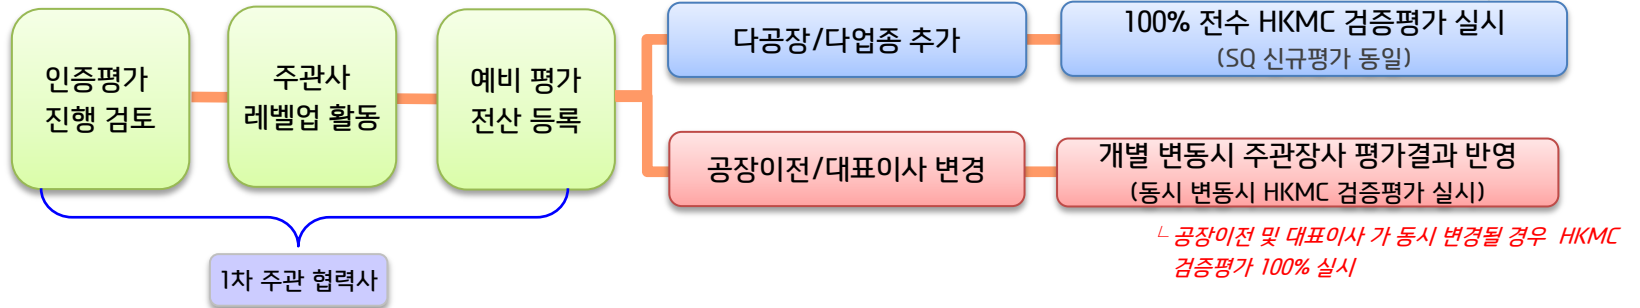 인증평가
진행 검토
주관사
레벨업 활동
예비 평가
전산 등록
다공장/다업종 추가
100% 전수 HKMC 검증평가 실시
(SQ 신규평가 동일)
공장이전/대표이사 변경
개별 변동시 주관장사 평가결과 반영
(동시 변동시 HKMC 검증평가 실시)
└ 공장이전 및 대표이사 가 동시 변경될 경우 HKMC
검증평가 100% 실시
1차 주관 협력사